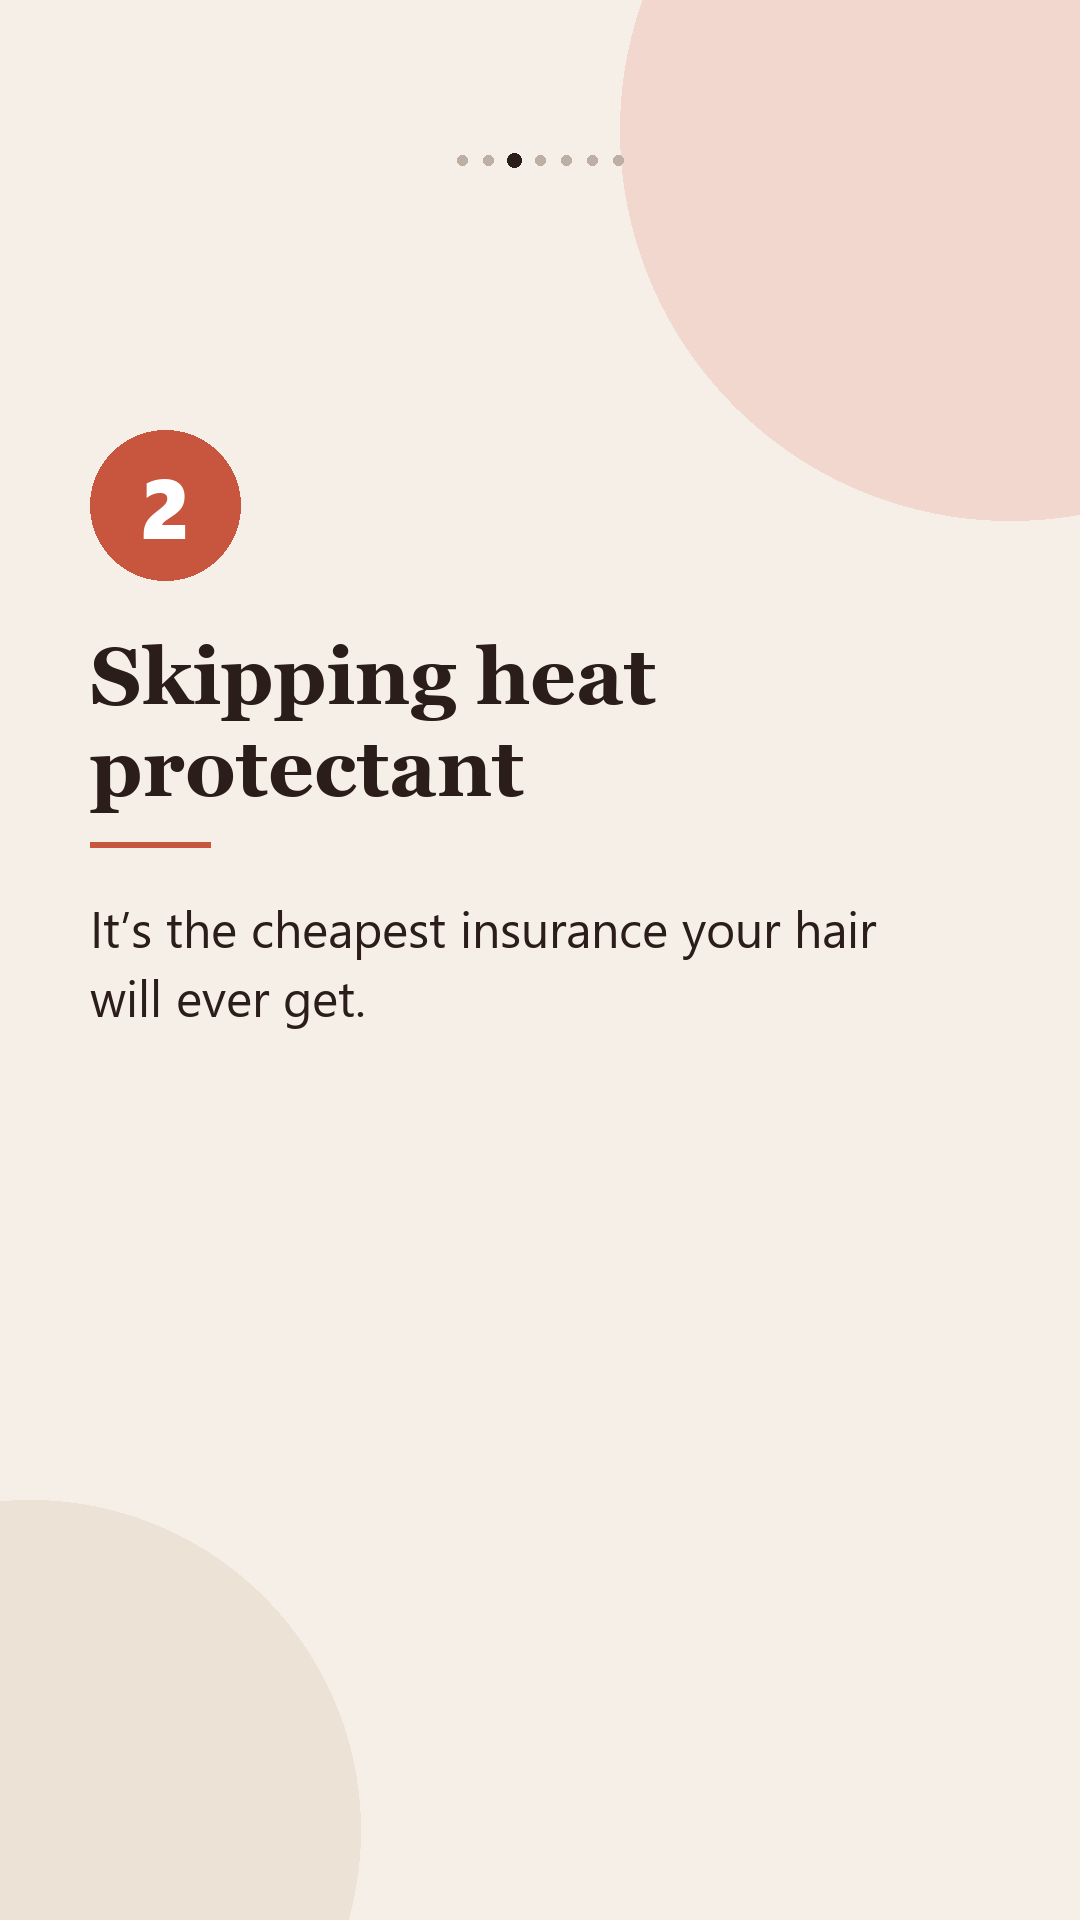 2
Skipping heat
protectant
It’s the cheapest insurance your hair
will ever get.